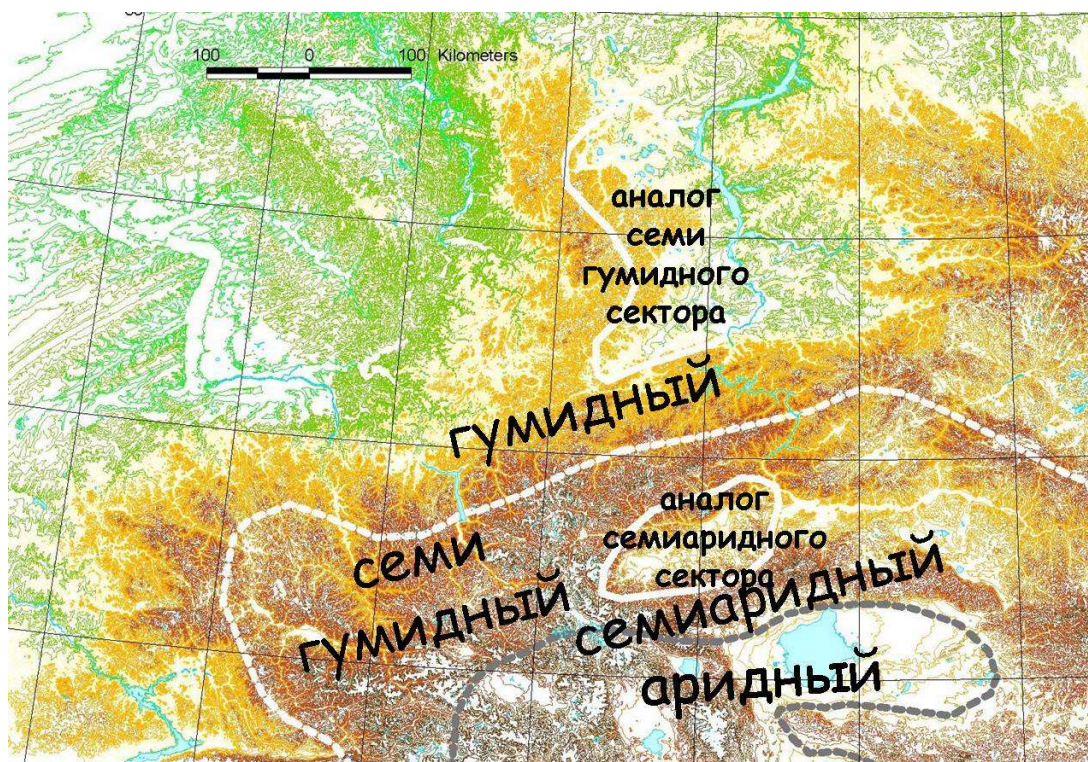 100 0 100 Kilometers
аналог
семи
гумидного
сектора
гумидный
аналог
семиаридного
сектора
семи
гумидный
семиаридный
аридный